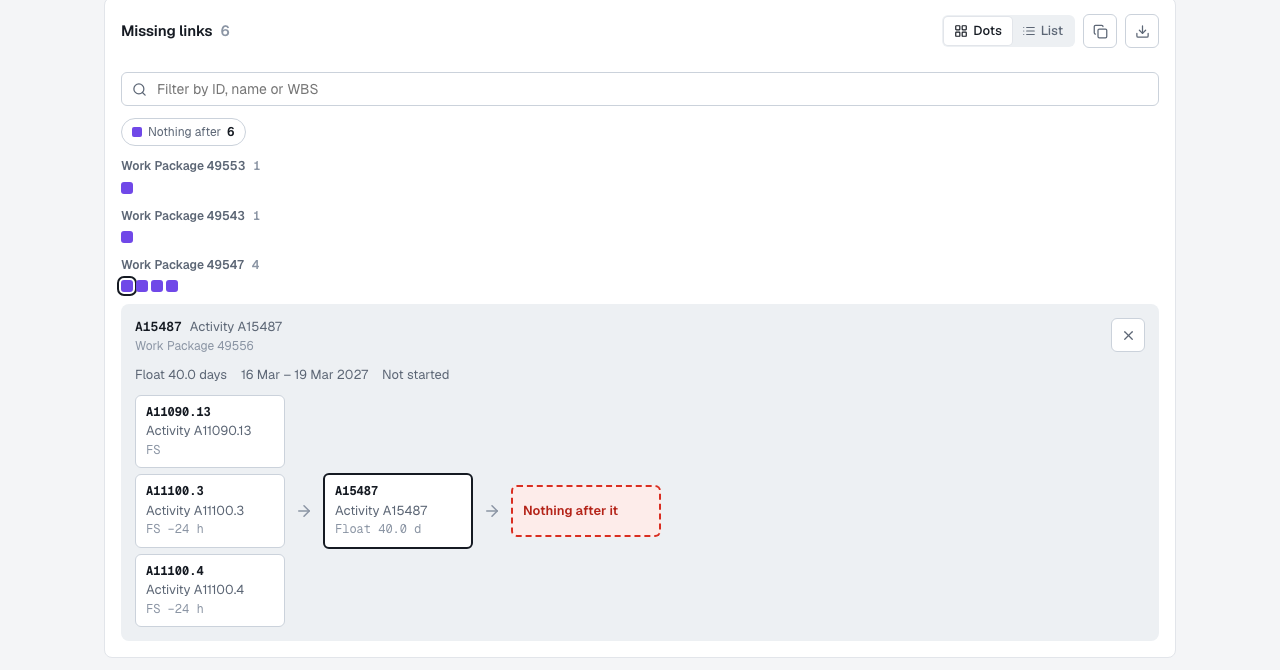 Missing links 6
Dots
List
Filter by ID, name or WBS
Nothing after 6
Work Package 49553 1
Work Package 49543 1
Work Package 49547 4
A15487 Activity A15487
Work Package 49556
Float 40.0 days 16 Mar – 19 Mar 2027 Not started
A11090.13
Activity A11090.13
FS
A11100.3
Activity A11100.3
FS −24 h
A15487
Activity A15487
Float 40.0 d
Nothing after it
A11100.4
Activity A11100.4
FS −24 h